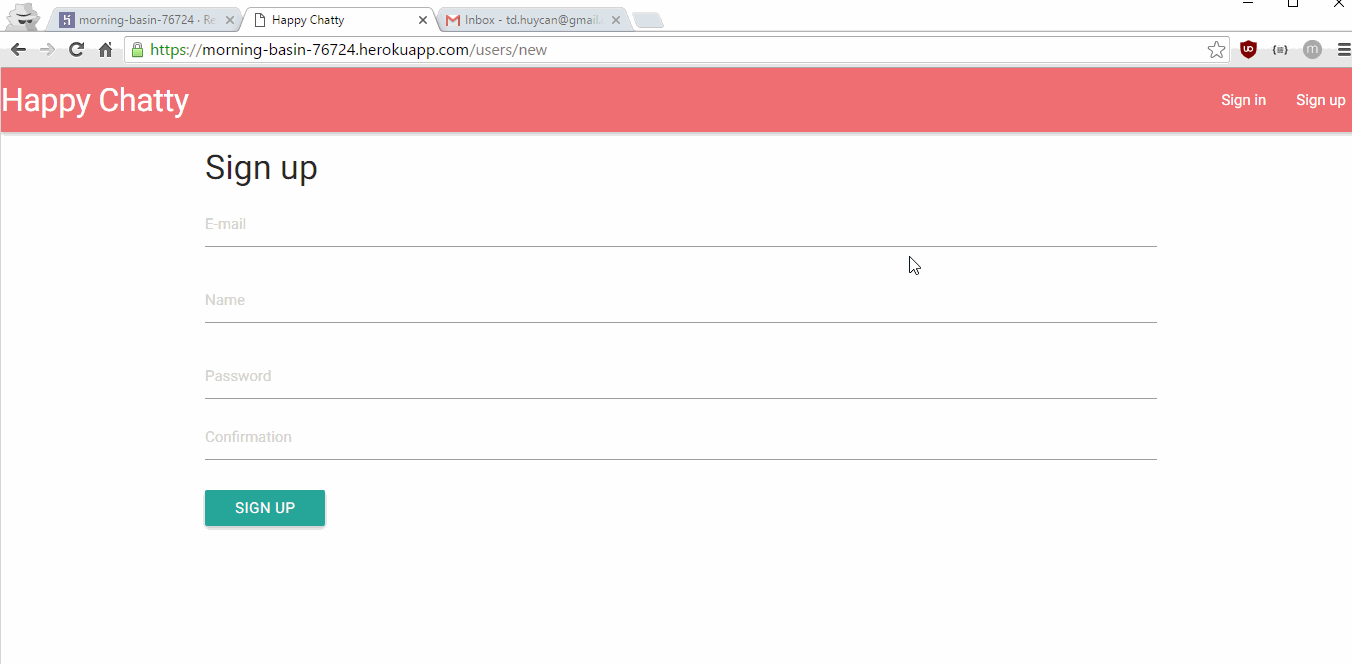 morning-basin-76724 · Re
Happy Chatty
Inbox - td.huycan@gmail.
https://morning-basin-76724.herokuapp.com/users/new
m
Happy Chatty
Sign in
Sign up
Sign up
E-mail
Name
Password
Confirmation
SIGN UP